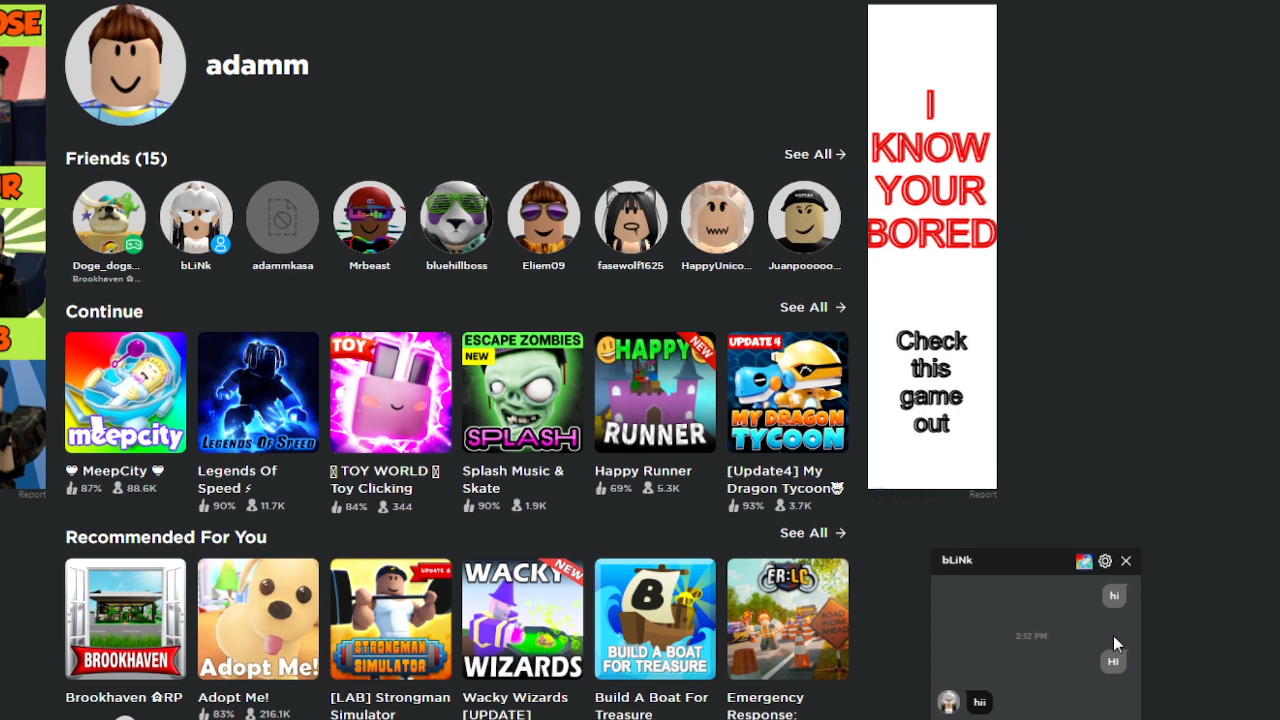 OSE
R
3
Report
adamm
Friends (15)
See All →
Doge_dogs...
Brookhaven 🏠...
bLiNk
adammkasa
Mrbeast
bluehillboss
Eliem09
fasewolf1625
HappyUnico...
Juanpooooo...
Continue
See All →
meepcity
LEGENDS OF SPEED
TOY
ESCAPE ZOMBIES
NEW
SPLASH
HAPPY
NEW
RUNNER
UPDATE 4
MY DRAGON
TYCOON
MeepCity
87% 88.6K
Legends Of
Speed ⚡
90% 11.7K
TOY WORLD
Toy Clicking
84% 344
Splash Music &
Skate
90% 1.9K
Happy Runner
69% 5.3K
[Update4] My
Dragon Tycoon
93% 3.7K
Recommended For You
See All →
BROOKHAVEN
Adopt Me!
UPDATE
STRONGMAN
SIMULATOR
WACKY
NEW
WIZARDS
B
BUILD A BOAT
FOR TREASURE
ER:LC
ROAD
WORK
AHEAD
Brookhaven 🏠RP
Adopt Me!
83% 216.1K
[LAB] Strongman
Simulator
Wacky Wizards
[UPDATE]
Build A Boat For
Treasure
Emergency
Response:
I
KNOW
YOUR
BORED
Check
this
game
out
Report
bLiNk
hi
2:12 PM
HI
hii